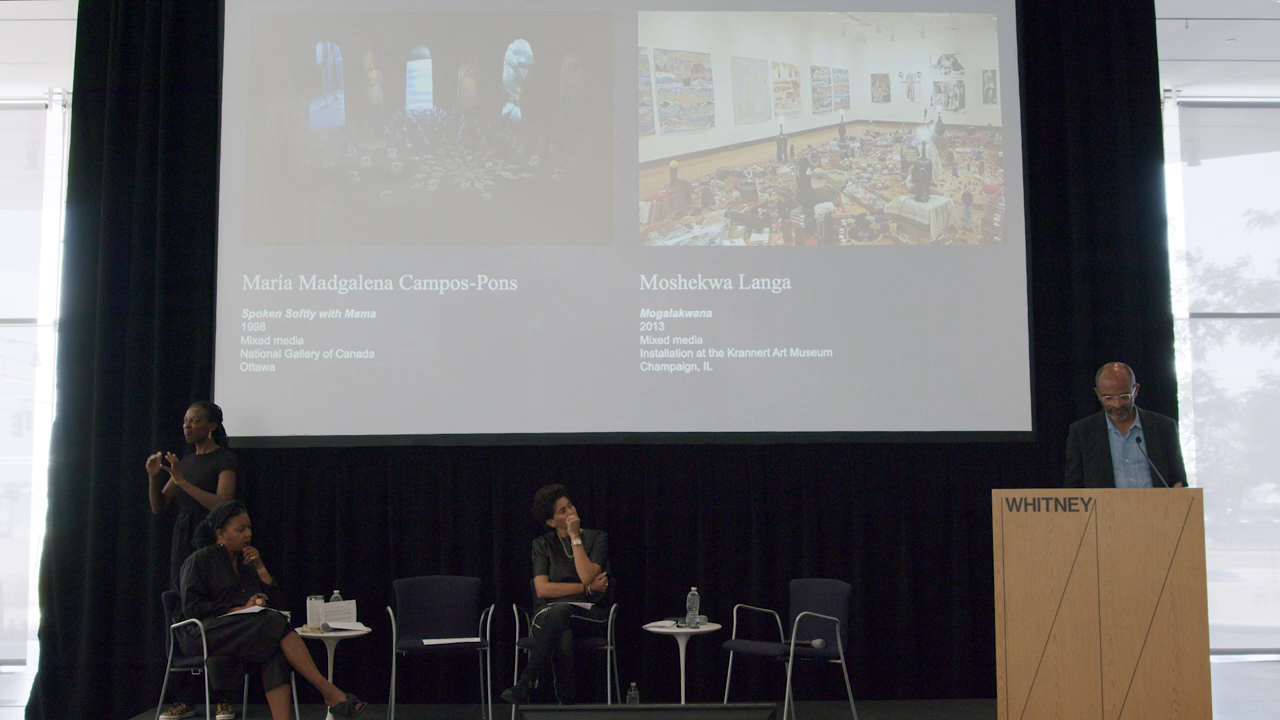 María Madgalena Campos-Pons
Spoken Softly with Mama
1998
Mixed media
National Gallery of Canada
Ottawa
Moshekwa Langa
Mogalakwana
2013
Mixed media
Installation at the Krannert Art Museum
Champaign, IL
WHITNEY